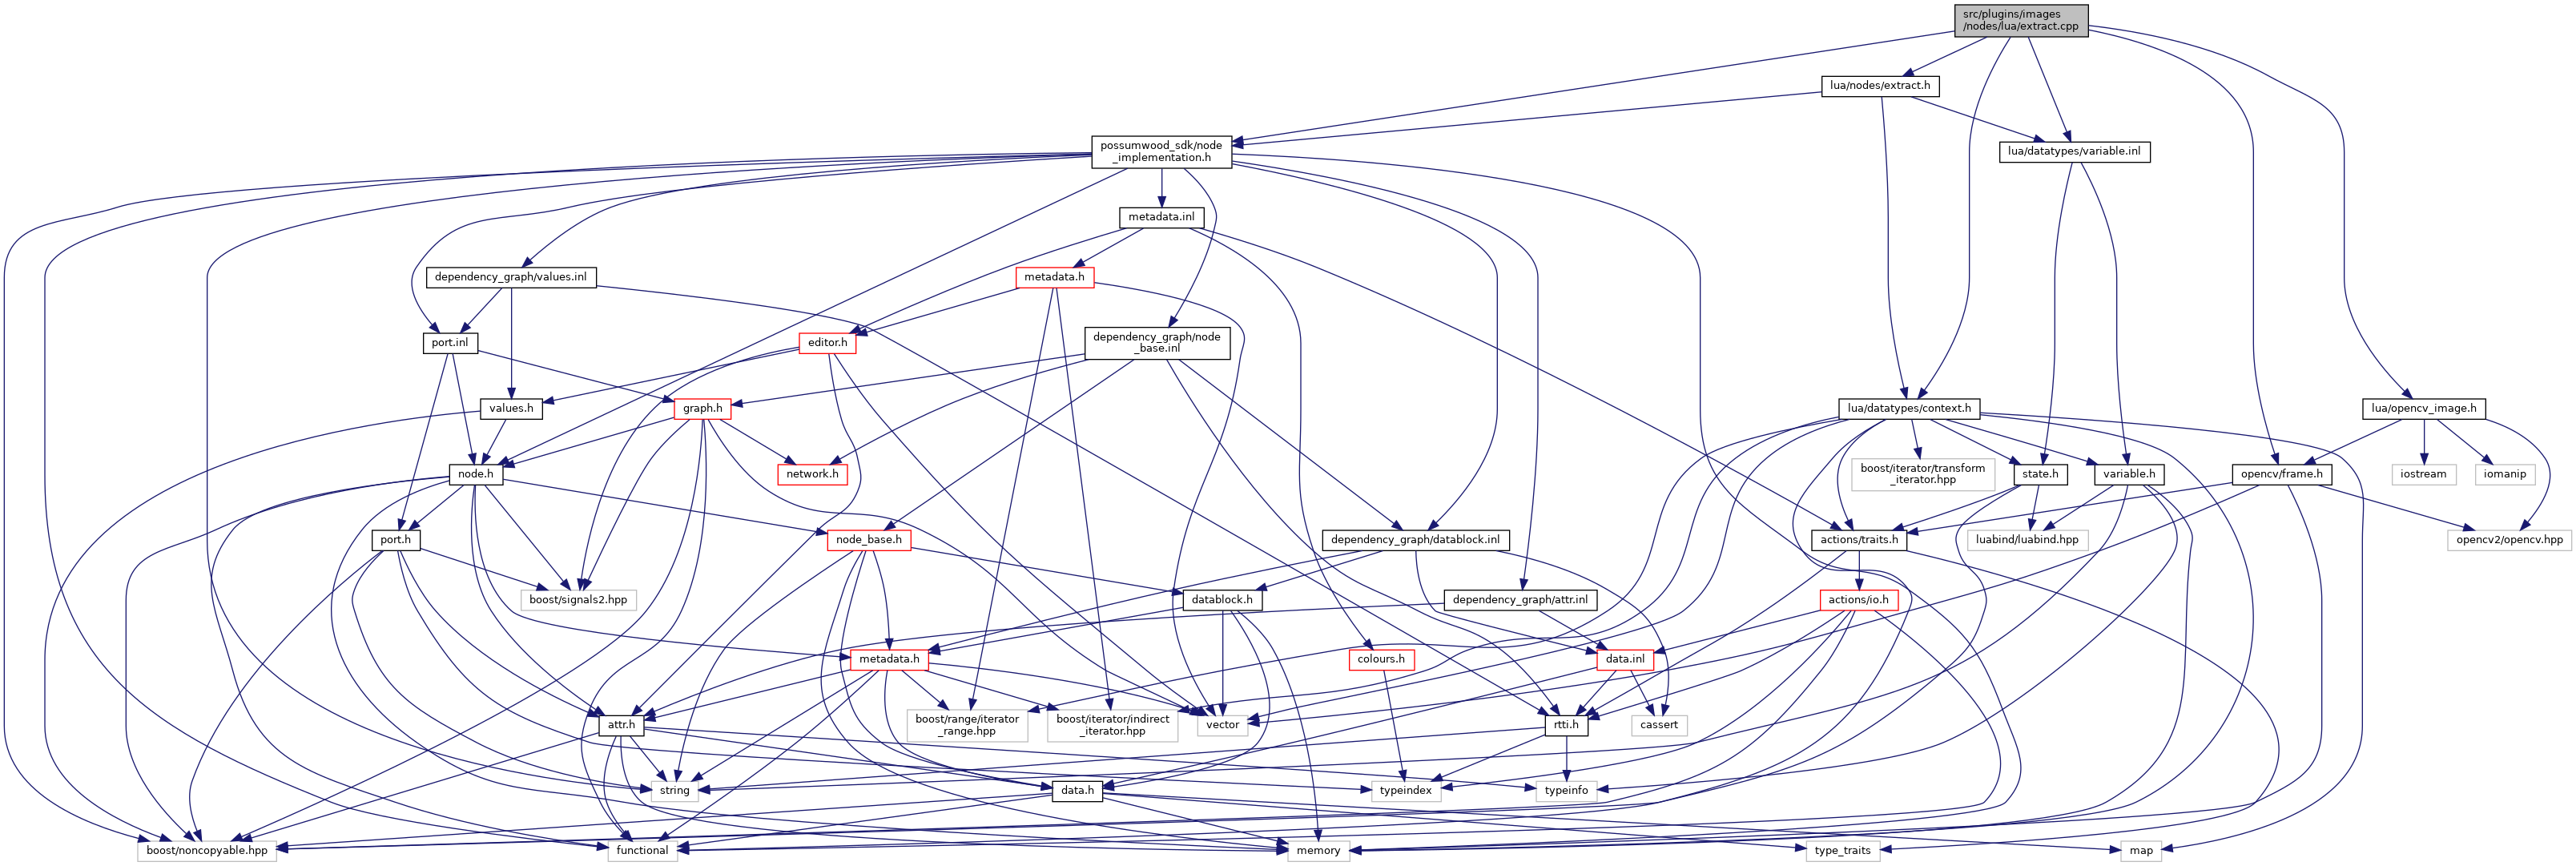 src/plugins/images
/nodes/lua/extract.cpp
lua/nodes/extract.h
possumwood_sdk/node
_implementation.h
lua/datatypes/variable.inl
metadata.inl
dependency_graph/values.inl
metadata.h
port.inl
editor.h
dependency_graph/node
_base.inl
values.h
graph.h
lua/datatypes/context.h
lua/opencv_image.h
node.h
network.h
boost/iterator/transform
_iterator.hpp
state.h
variable.h
opencv/frame.h
iostream
iomanip
port.h
node_base.h
dependency_graph/datablock.inl
actions/traits.h
luabind/luabind.hpp
opencv2/opencv.hpp
boost/signals2.hpp
datablock.h
dependency_graph/attr.inl
actions/io.h
metadata.h
colours.h
data.inl
attr.h
boost/range/iterator
_range.hpp
boost/iterator/indirect
_iterator.hpp
vector
rtti.h
cassert
string
data.h
typeindex
typeinfo
boost/noncopyable.hpp
functional
memory
type_traits
map